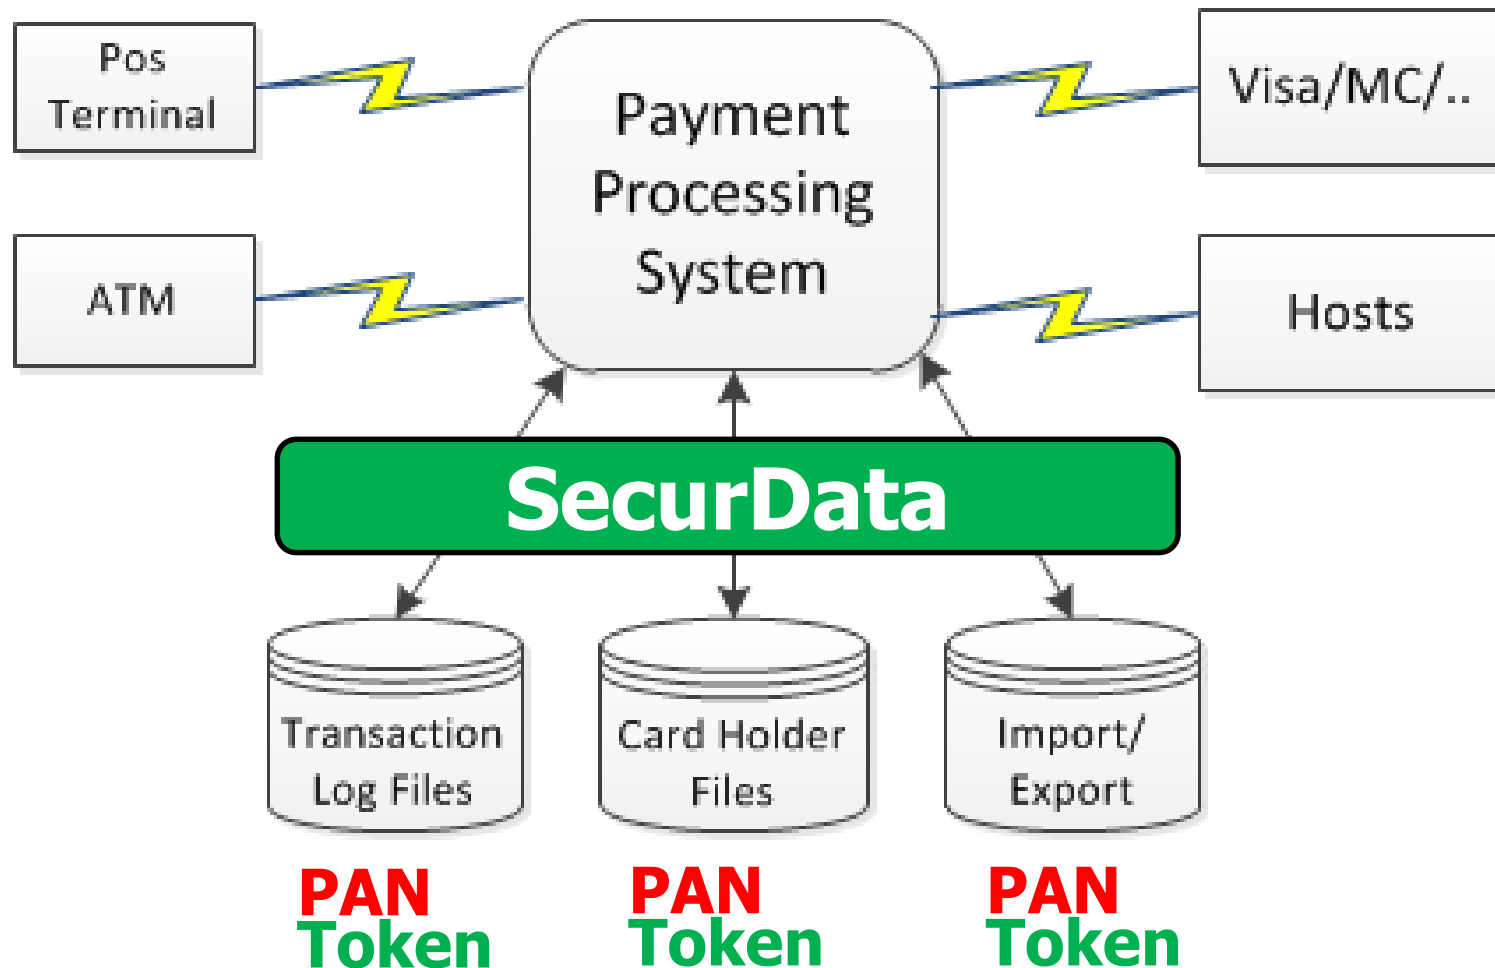 Pos
Terminal
Payment
Processing
System
Visa/MC/..
ATM
Hosts
SecurData
Transaction
Log Files
Card Holder
Files
Import/
Export
PAN
Token
PAN
Token
PAN
Token